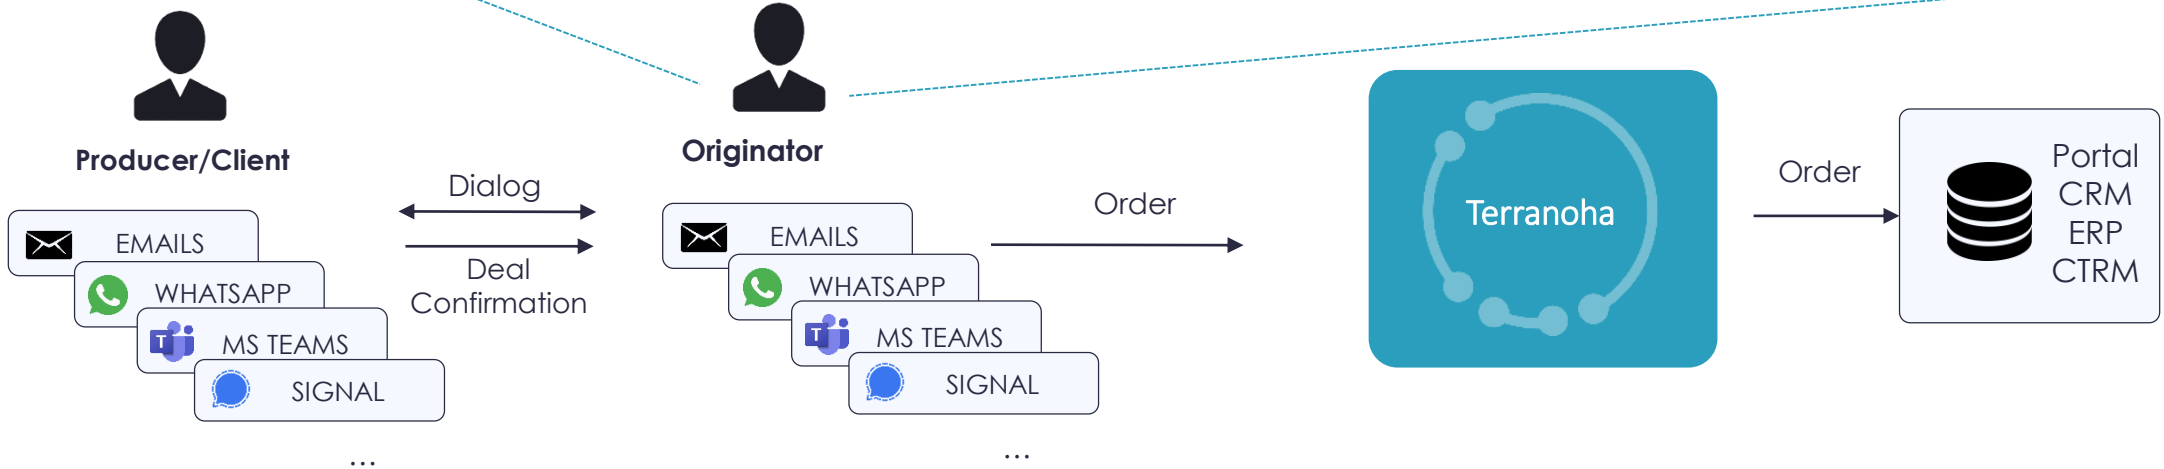 Producer/Client
EMAILS
WHATSAPP
MS TEAMS
SIGNAL
...
Dialog
Deal
Confirmation
Originator
EMAILS
WHATSAPP
MS TEAMS
SIGNAL
...
Order
Terranoha
Order
Portal
CRM
ERP
CTRM